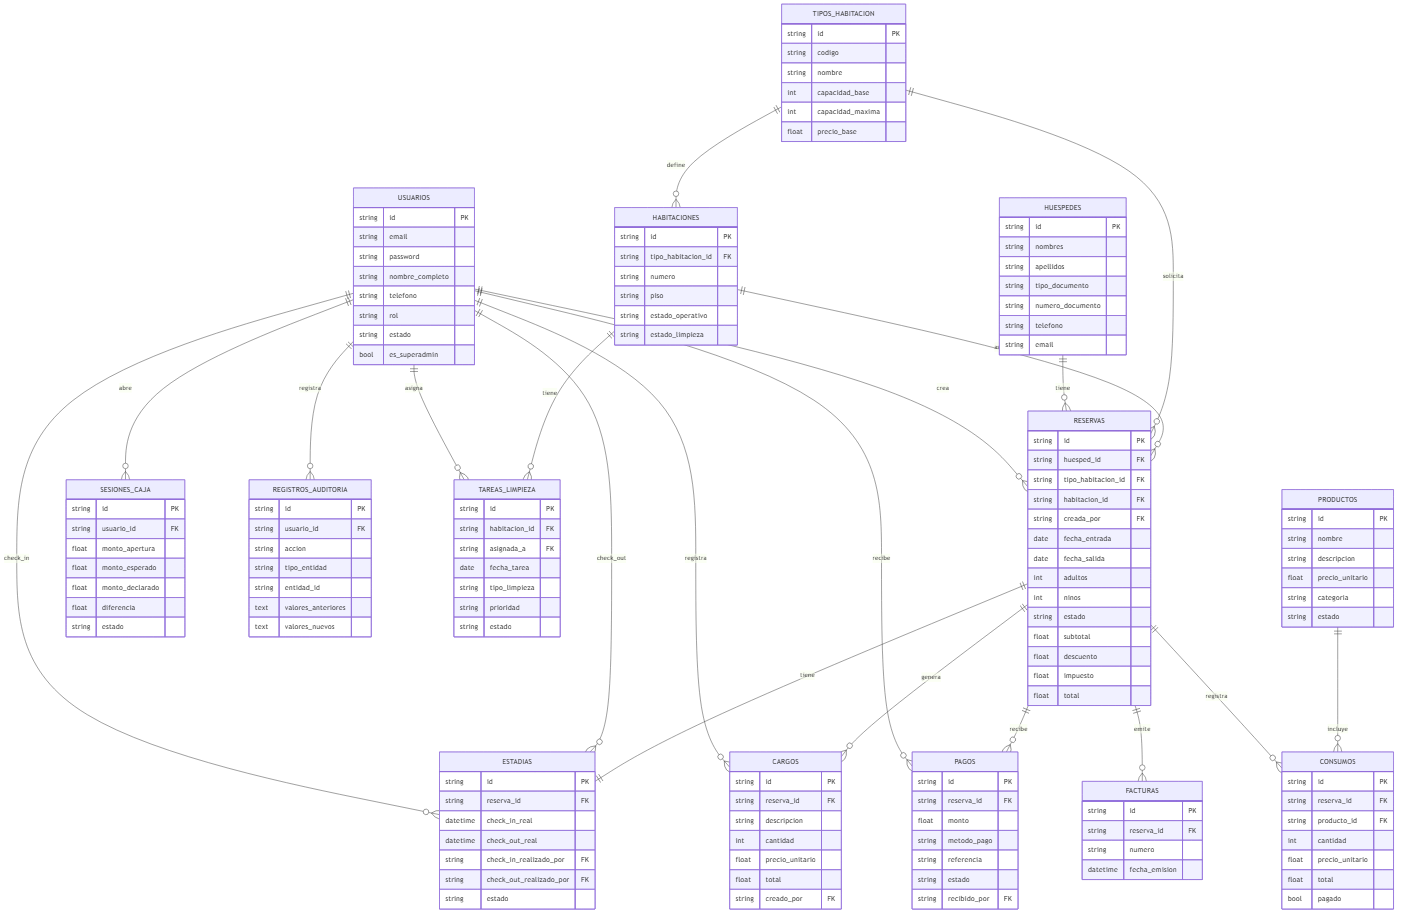 TIPOS_HABITACION
string id PK
string codigo
string nombre
int capacidad_base
int capacidad_maxima
float precio_base
define
solicita
USUARIOS
string id PK
string email
string password
string nombre_completo
string telefono
string rol
string estado
bool es_superadmin
HABITACIONES
string id PK
string tipo_habitacion_id FK
string numero
string piso
string estado_operativo
string estado_limpieza
HUESPEDES
string id PK
string nombres
string apellidos
string tipo_documento
string numero_documento
string telefono
string email
abre
registra
asigna
tiene
crea
tiene
RESERVAS
string id PK
string huesped_id FK
string tipo_habitacion_id FK
string habitacion_id FK
string creada_por FK
date fecha_entrada
date fecha_salida
int adultos
int ninos
string estado
float subtotal
float descuento
float impuesto
float total
SESIONES_CAJA
string id PK
string usuario_id FK
float monto_apertura
float monto_esperado
float monto_declarado
float diferencia
string estado
REGISTROS_AUDITORIA
string id PK
string usuario_id FK
string accion
string tipo_entidad
string entidad_id
text valores_anteriores
text valores_nuevos
TAREAS_LIMPIEZA
string id PK
string habitacion_id FK
string asignada_a FK
date fecha_tarea
string tipo_limpieza
string prioridad
string estado
PRODUCTOS
string id PK
string nombre
string descripcion
float precio_unitario
string categoria
string estado
check_in
check_out
registra
recibe
tiene
genera
recibe
emite
registra
incluye
ESTADIAS
string id PK
string reserva_id FK
datetime check_in_real
datetime check_out_real
string check_in_realizado_por FK
string check_out_realizado_por FK
string estado
CARGOS
string id PK
string reserva_id FK
string descripcion
int cantidad
float precio_unitario
float total
string creado_por FK
PAGOS
string id PK
string reserva_id FK
float monto
string metodo_pago
string referencia
string estado
string recibido_por FK
FACTURAS
string id PK
string reserva_id FK
string numero
datetime fecha_emision
CONSUMOS
string id PK
string reserva_id FK
string producto_id FK
int cantidad
float precio_unitario
float total
bool pagado